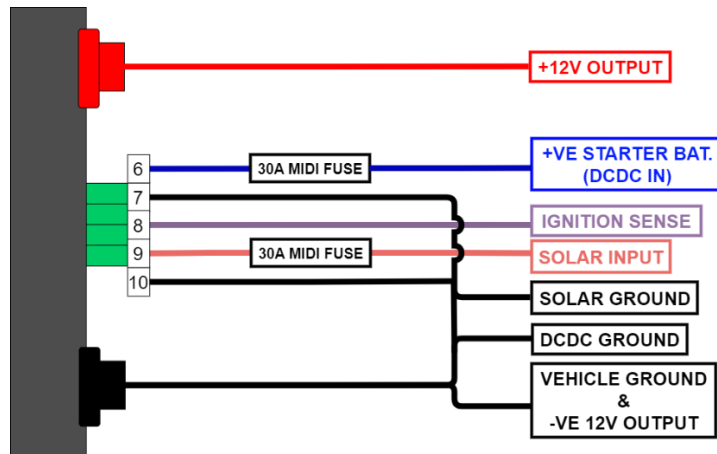 +12V OUTPUT
6
30A MIDI FUSE
+VE STARTER BAT.
(DCDC IN)
7
8
IGNITION SENSE
9
30A MIDI FUSE
SOLAR INPUT
10
SOLAR GROUND
DCDC GROUND
VEHICLE GROUND
&
-VE 12V OUTPUT